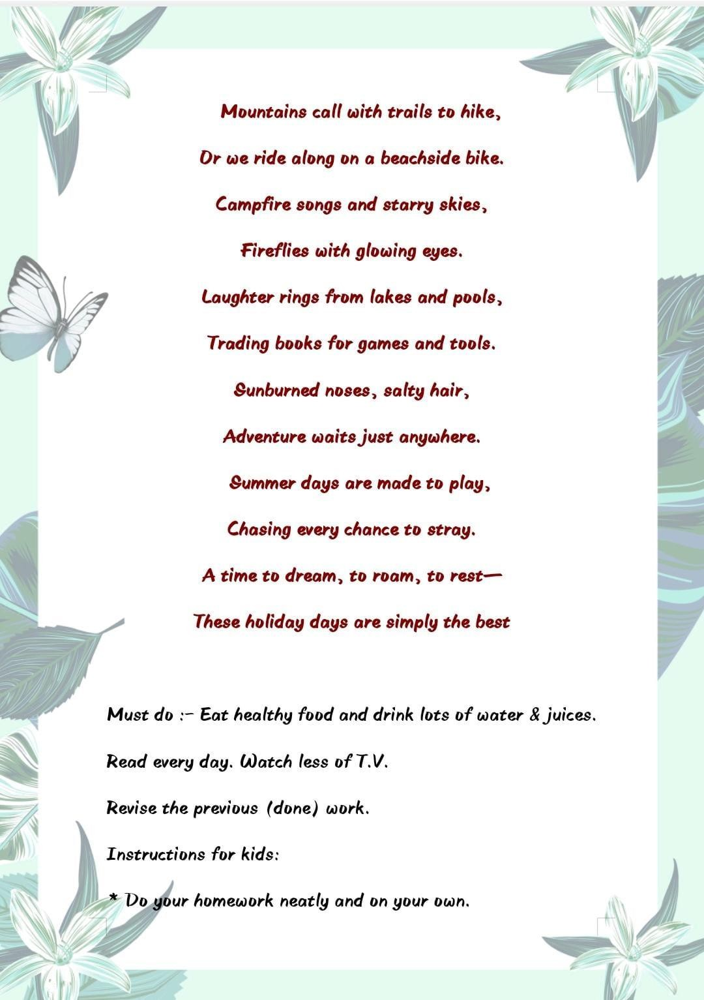 Mountains call with trails to hike,
Or we ride along on a beachside bike.
Campfire songs and starry skies,
Fireflies with glowing eyes.
Laughter rings from lakes and pools,
Trading books for games and tools.
Sunburned noses, salty hair,
Adventure waits just anywhere.
Summer days are made to play,
Chasing every chance to stray.
A time to dream, to roam, to rest—
These holiday days are simply the best
Must do :- Eat healthy food and drink lots of water & juices.
Read every day. Watch less of T.V.
Revise the previous (done) work.
Instructions for kids:
* Do your homework neatly and on your own.